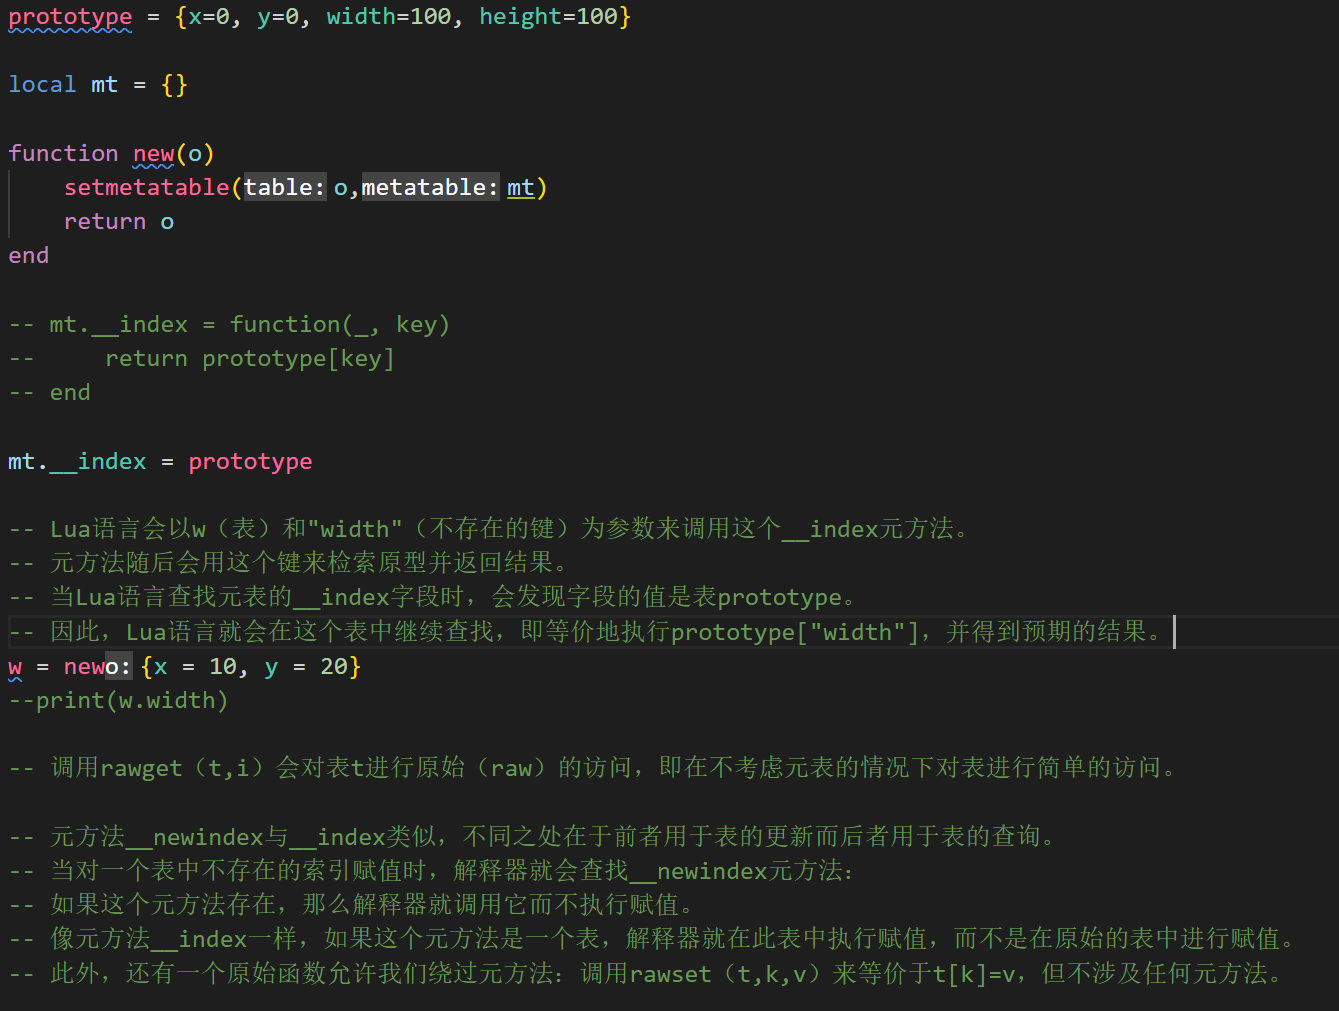 prototype = {x=0, y=0, width=100, height=100}
local mt = {}
function new(o)
    setmetatable(table: o,metatable: mt)
    return o
end
-- mt.__index = function(_, key)
--     return prototype[key]
-- end
mt.__index = prototype
-- Lua语言会以w（表）和"width"（不存在的键）为参数来调用这个__index元方法。
-- 元方法随后会用这个键来检索原型并返回结果。
-- 当Lua语言查找元表的__index字段时，会发现字段的值是表prototype。
-- 因此，Lua语言就会在这个表中继续查找，即等价地执行prototype["width"]，并得到预期的结果。
w = newo: {x = 10, y = 20}
--print(w.width)
-- 调用rawget（t,i）会对表t进行原始（raw）的访问，即在不考虑元表的情况下对表进行简单的访问。
-- 元方法__newindex与__index类似，不同之处在于前者用于表的更新而后者用于表的查询。
-- 当对一个表中不存在的索引赋值时，解释器就会查找__newindex元方法：
-- 如果这个元方法存在，那么解释器就调用它而不执行赋值。
-- 像元方法__index一样，如果这个元方法是一个表，解释器就在此表中执行赋值，而不是在原始的表中进行赋值。
-- 此外，还有一个原始函数允许我们绕过元方法：调用rawset（t,k,v）来等价于t[k]=v，但不涉及任何元方法。